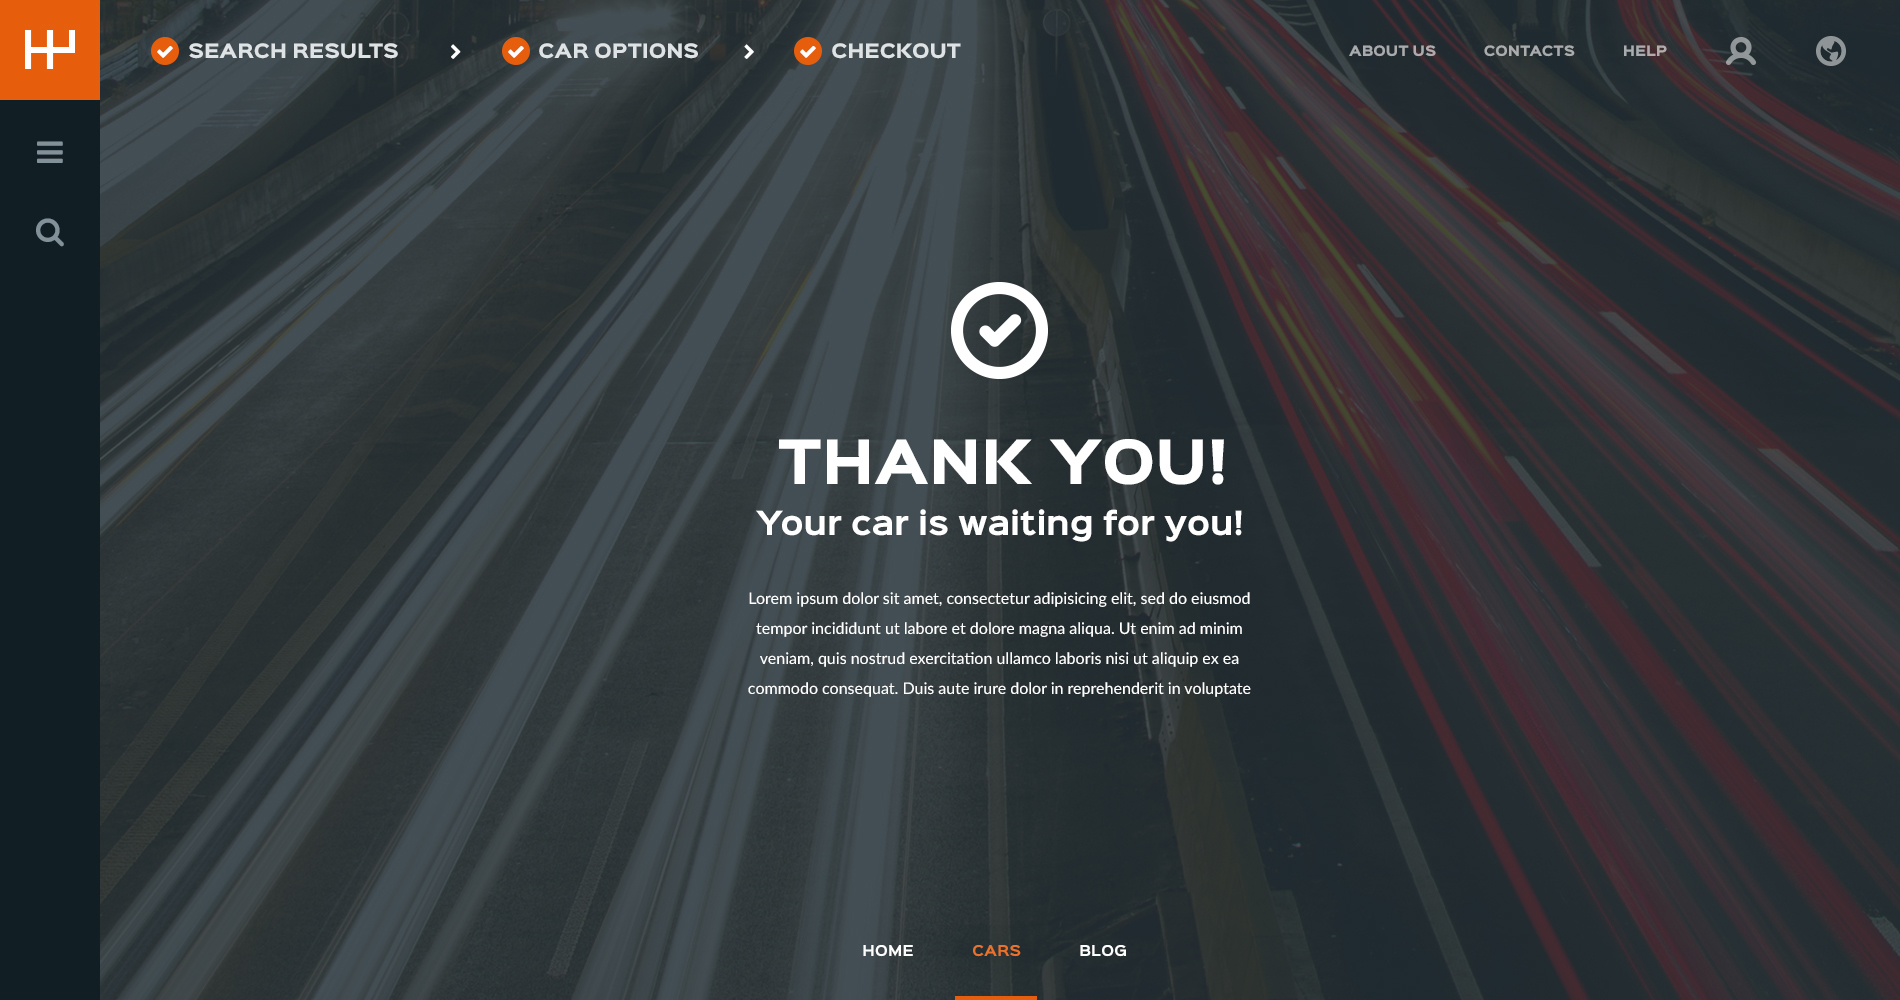 SEARCH RESULTS
CAR OPTIONS
CHECKOUT
ABOUT US
CONTACTS
HELP
THANK YOU!
Your car is waiting for you!
Lorem ipsum dolor sit amet, consectetur adipisicing elit, sed do eiusmod
tempor incididunt ut labore et dolore magna aliqua. Ut enim ad minim
veniam, quis nostrud exercitation ullamco laboris nisi ut aliquip ex ea
commodo consequat. Duis aute irure dolor in reprehenderit in voluptate
HOME
CARS
BLOG